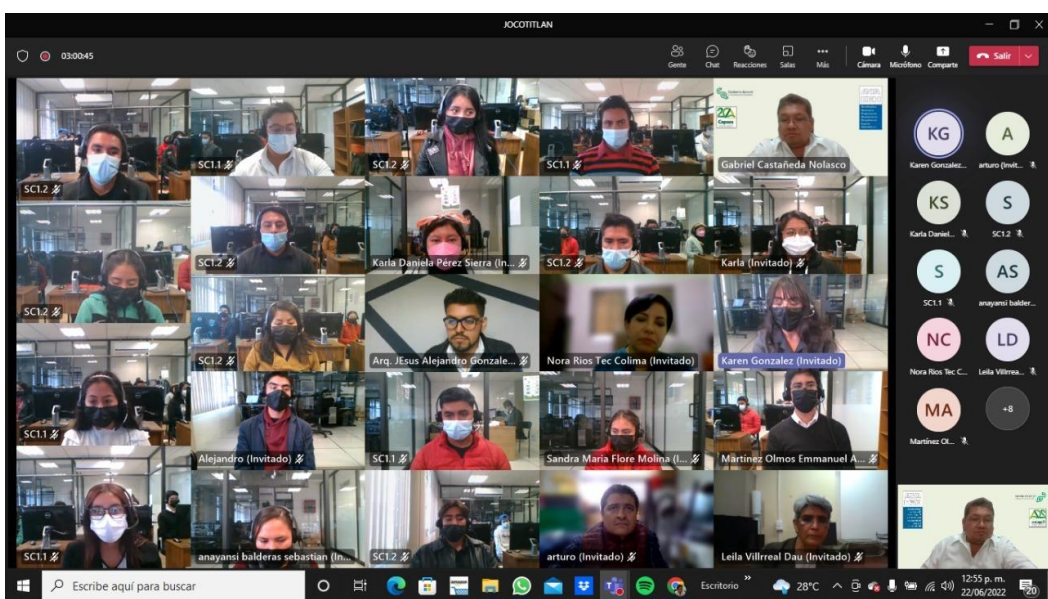 JOCOTITLAN
03:00:45
Gente Chat Reacciones Salas Más Cámara Micrófono Comparte Salir
SC1.2
SC1.1
SC1.2
SC1.1
Gabriel Castañeda Nolasco
KG A
Karen Gonzalez... arturo (Invit...
SC1.2
SC1.2
Karla Daniela Pérez Sierra (In...
SC1.2
Karla (Invitado)
KS S
Karla Daniel... SC1.2
SC1.2
Arq. JEsus Alejandro Gonzale...
Nora Rios Tec Colima (Invitado)
Karen Gonzalez (Invitado)
S AS
SC1.1 anayansi balder...
SC1.1
Alejandro (Invitado)
SC1.1
Sandra Maria Flore Molina (I...
Martínez Olmos Emmanuel A...
NC LD
Nora Rios Tec C... Leila Villrrea...
MA +8
Martínez Ol...
SC1.1
anayansi balderas sebastian (In...
SC1.2
arturo (Invitado)
Leila Villrreal Dau (Invitado)
Escribe aquí para buscar
Escritorio
28°C
12:55 p. m.
22/06/2022
20